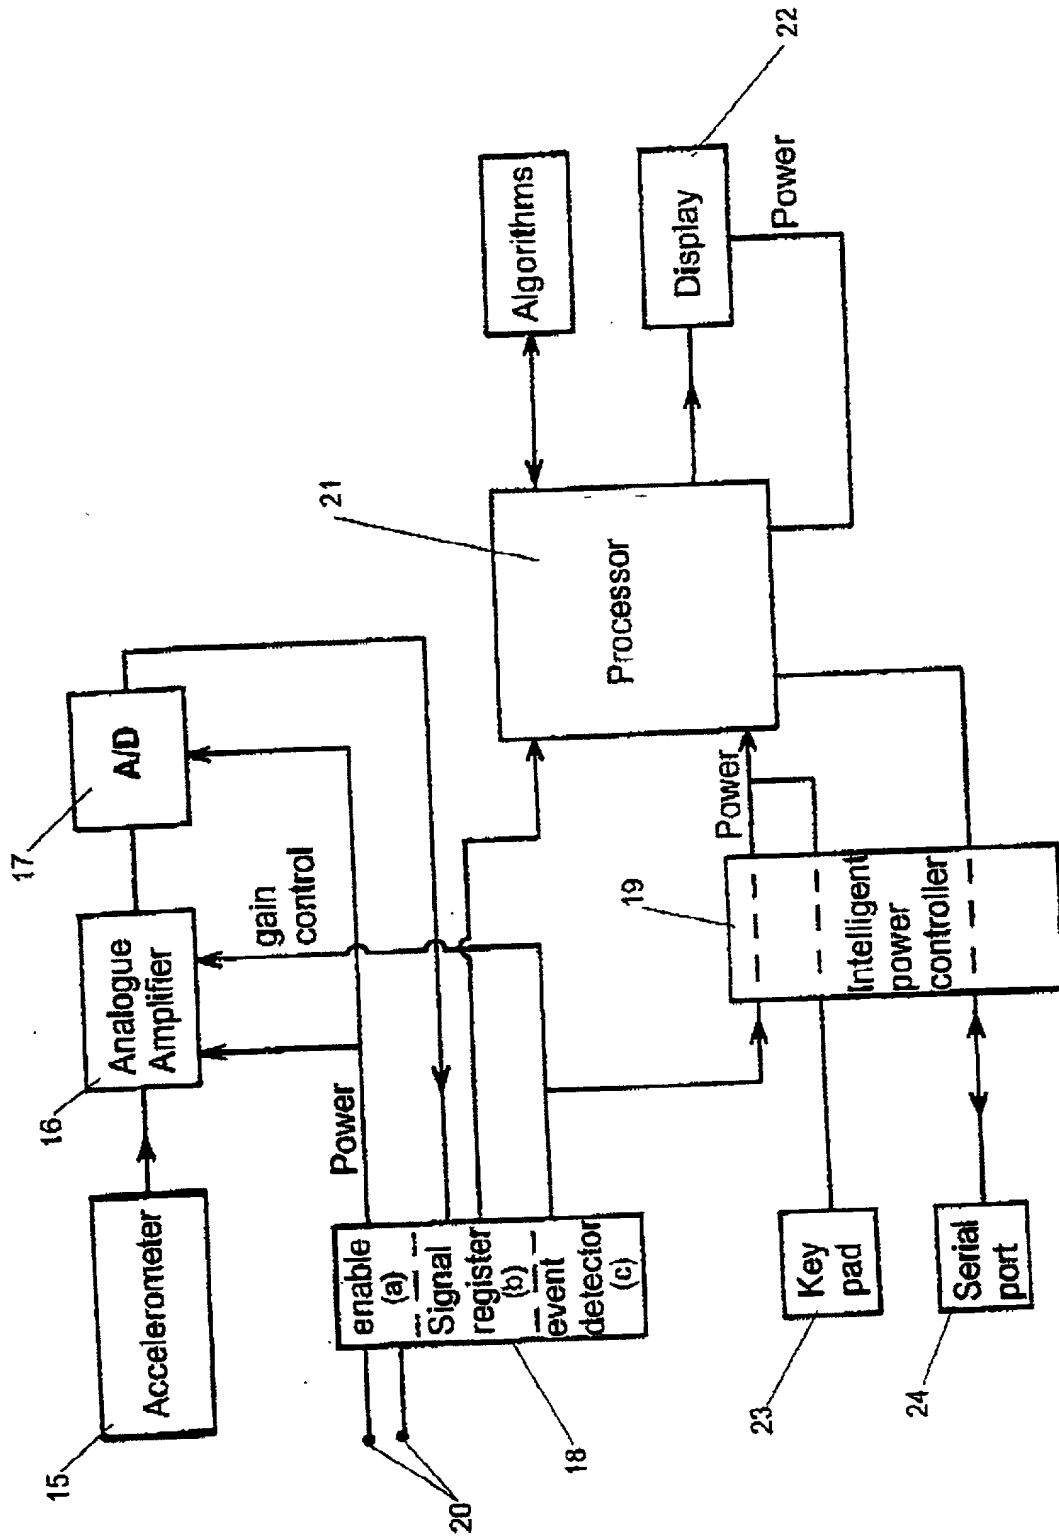 15
Accelerometer
16
Analogue
Amplifier
17
A/D
gain
control
Power
enable
(a)
Signal
register
(b)
event
detector
(c)
18
20
21
Processor
Algorithms
Display
22
Power
Power
19
Intelligent
power
controller
Key
pad
23
Serial
port
24